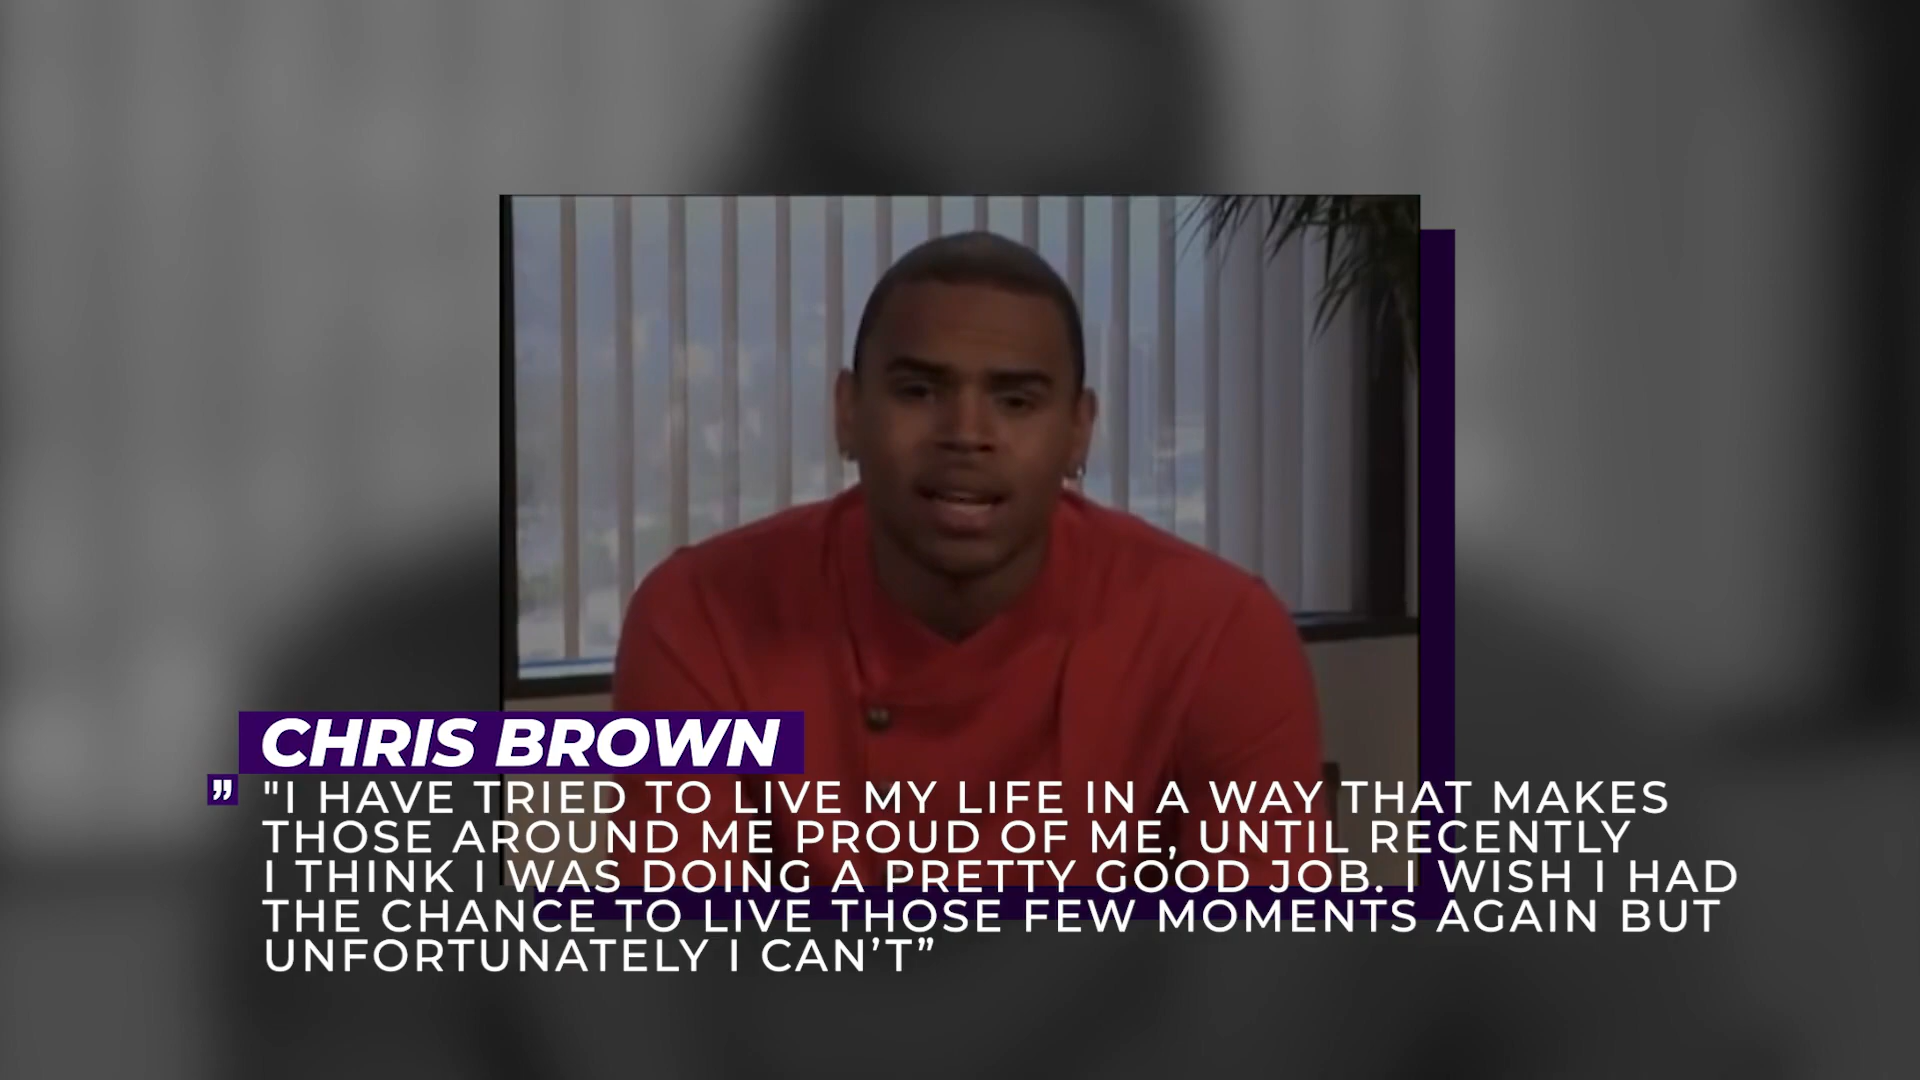 CHRIS BROWN
” "I HAVE TRIED TO LIVE MY LIFE IN A WAY THAT MAKES
THOSE AROUND ME PROUD OF ME, UNTIL RECENTLY
I THINK I WAS DOING A PRETTY GOOD JOB. I WISH I HAD
THE CHANCE TO LIVE THOSE FEW MOMENTS AGAIN BUT
UNFORTUNATELY I CAN’T”